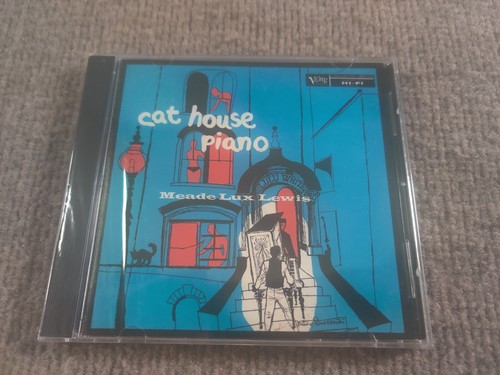 Verve
cat house
piano
Meade Lux Lewis